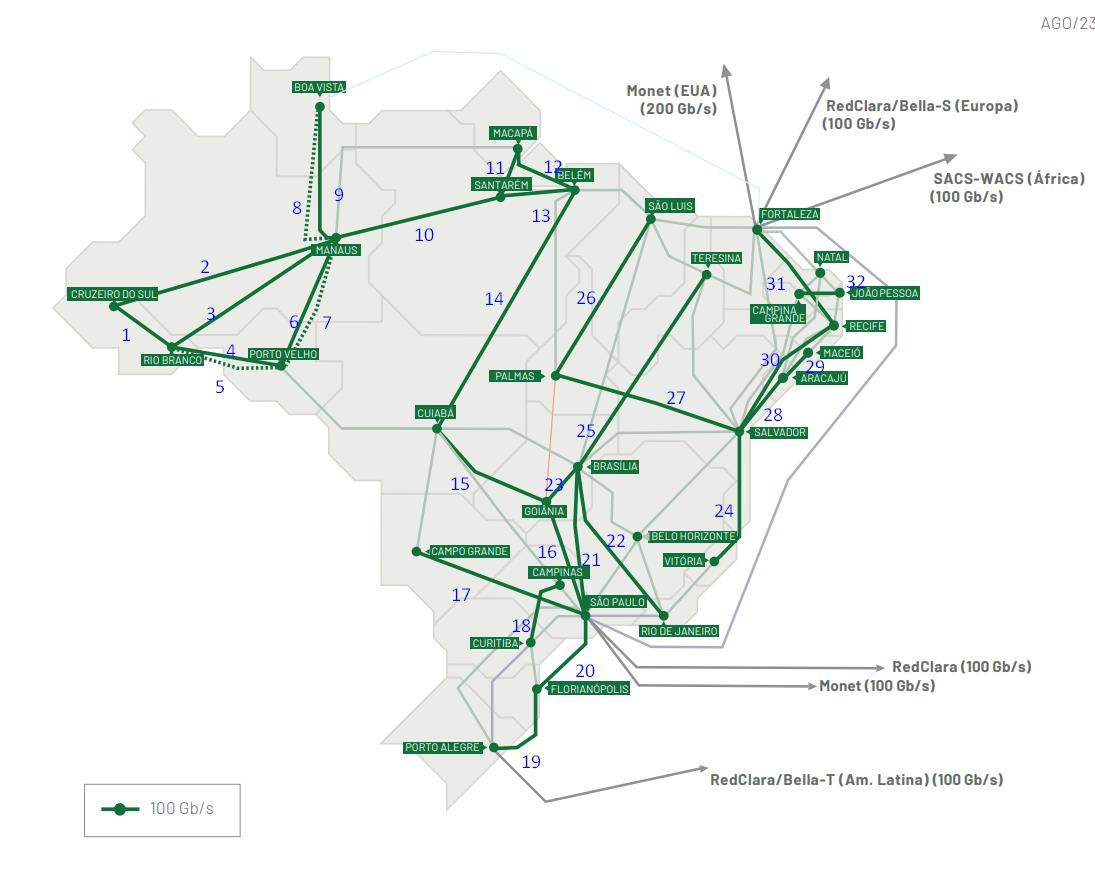 AGO/23
BOA VISTA
Monet (EUA)
(200 Gb/s)
RedClara/Bella-S (Europa)
(100 Gb/s)
MACAPÁ
SACS-WACS (África)
(100 Gb/s)
11
12
BELÉM
SANTARÉM
8
9
13
SÃO LUIS
FORTALEZA
10
MANAUS
TERESINA
NATAL
2
31
32
CRUZEIRO DO SUL
JOÃO PESSOA
14
26
CAMPINA
GRANDE
3
6
7
RECIFE
1
4
RIO BRANCO
PORTO VELHO
30
MACEIÓ
29
5
PALMAS
ARACAJÚ
27
CUIABÁ
28
25
SALVADOR
BRASÍLIA
15
23
GOIÂNIA
24
22
BELO HORIZONTE
CAMPO GRANDE
16
21
VITÓRIA
CAMPINAS
17
SÃO PAULO
18
RIO DE JANEIRO
CURITIBA
20
RedClara (100 Gb/s)
Monet (100 Gb/s)
FLORIANÓPOLIS
PORTO ALEGRE
19
RedClara/Bella-T (Am. Latina) (100 Gb/s)
100 Gb/s